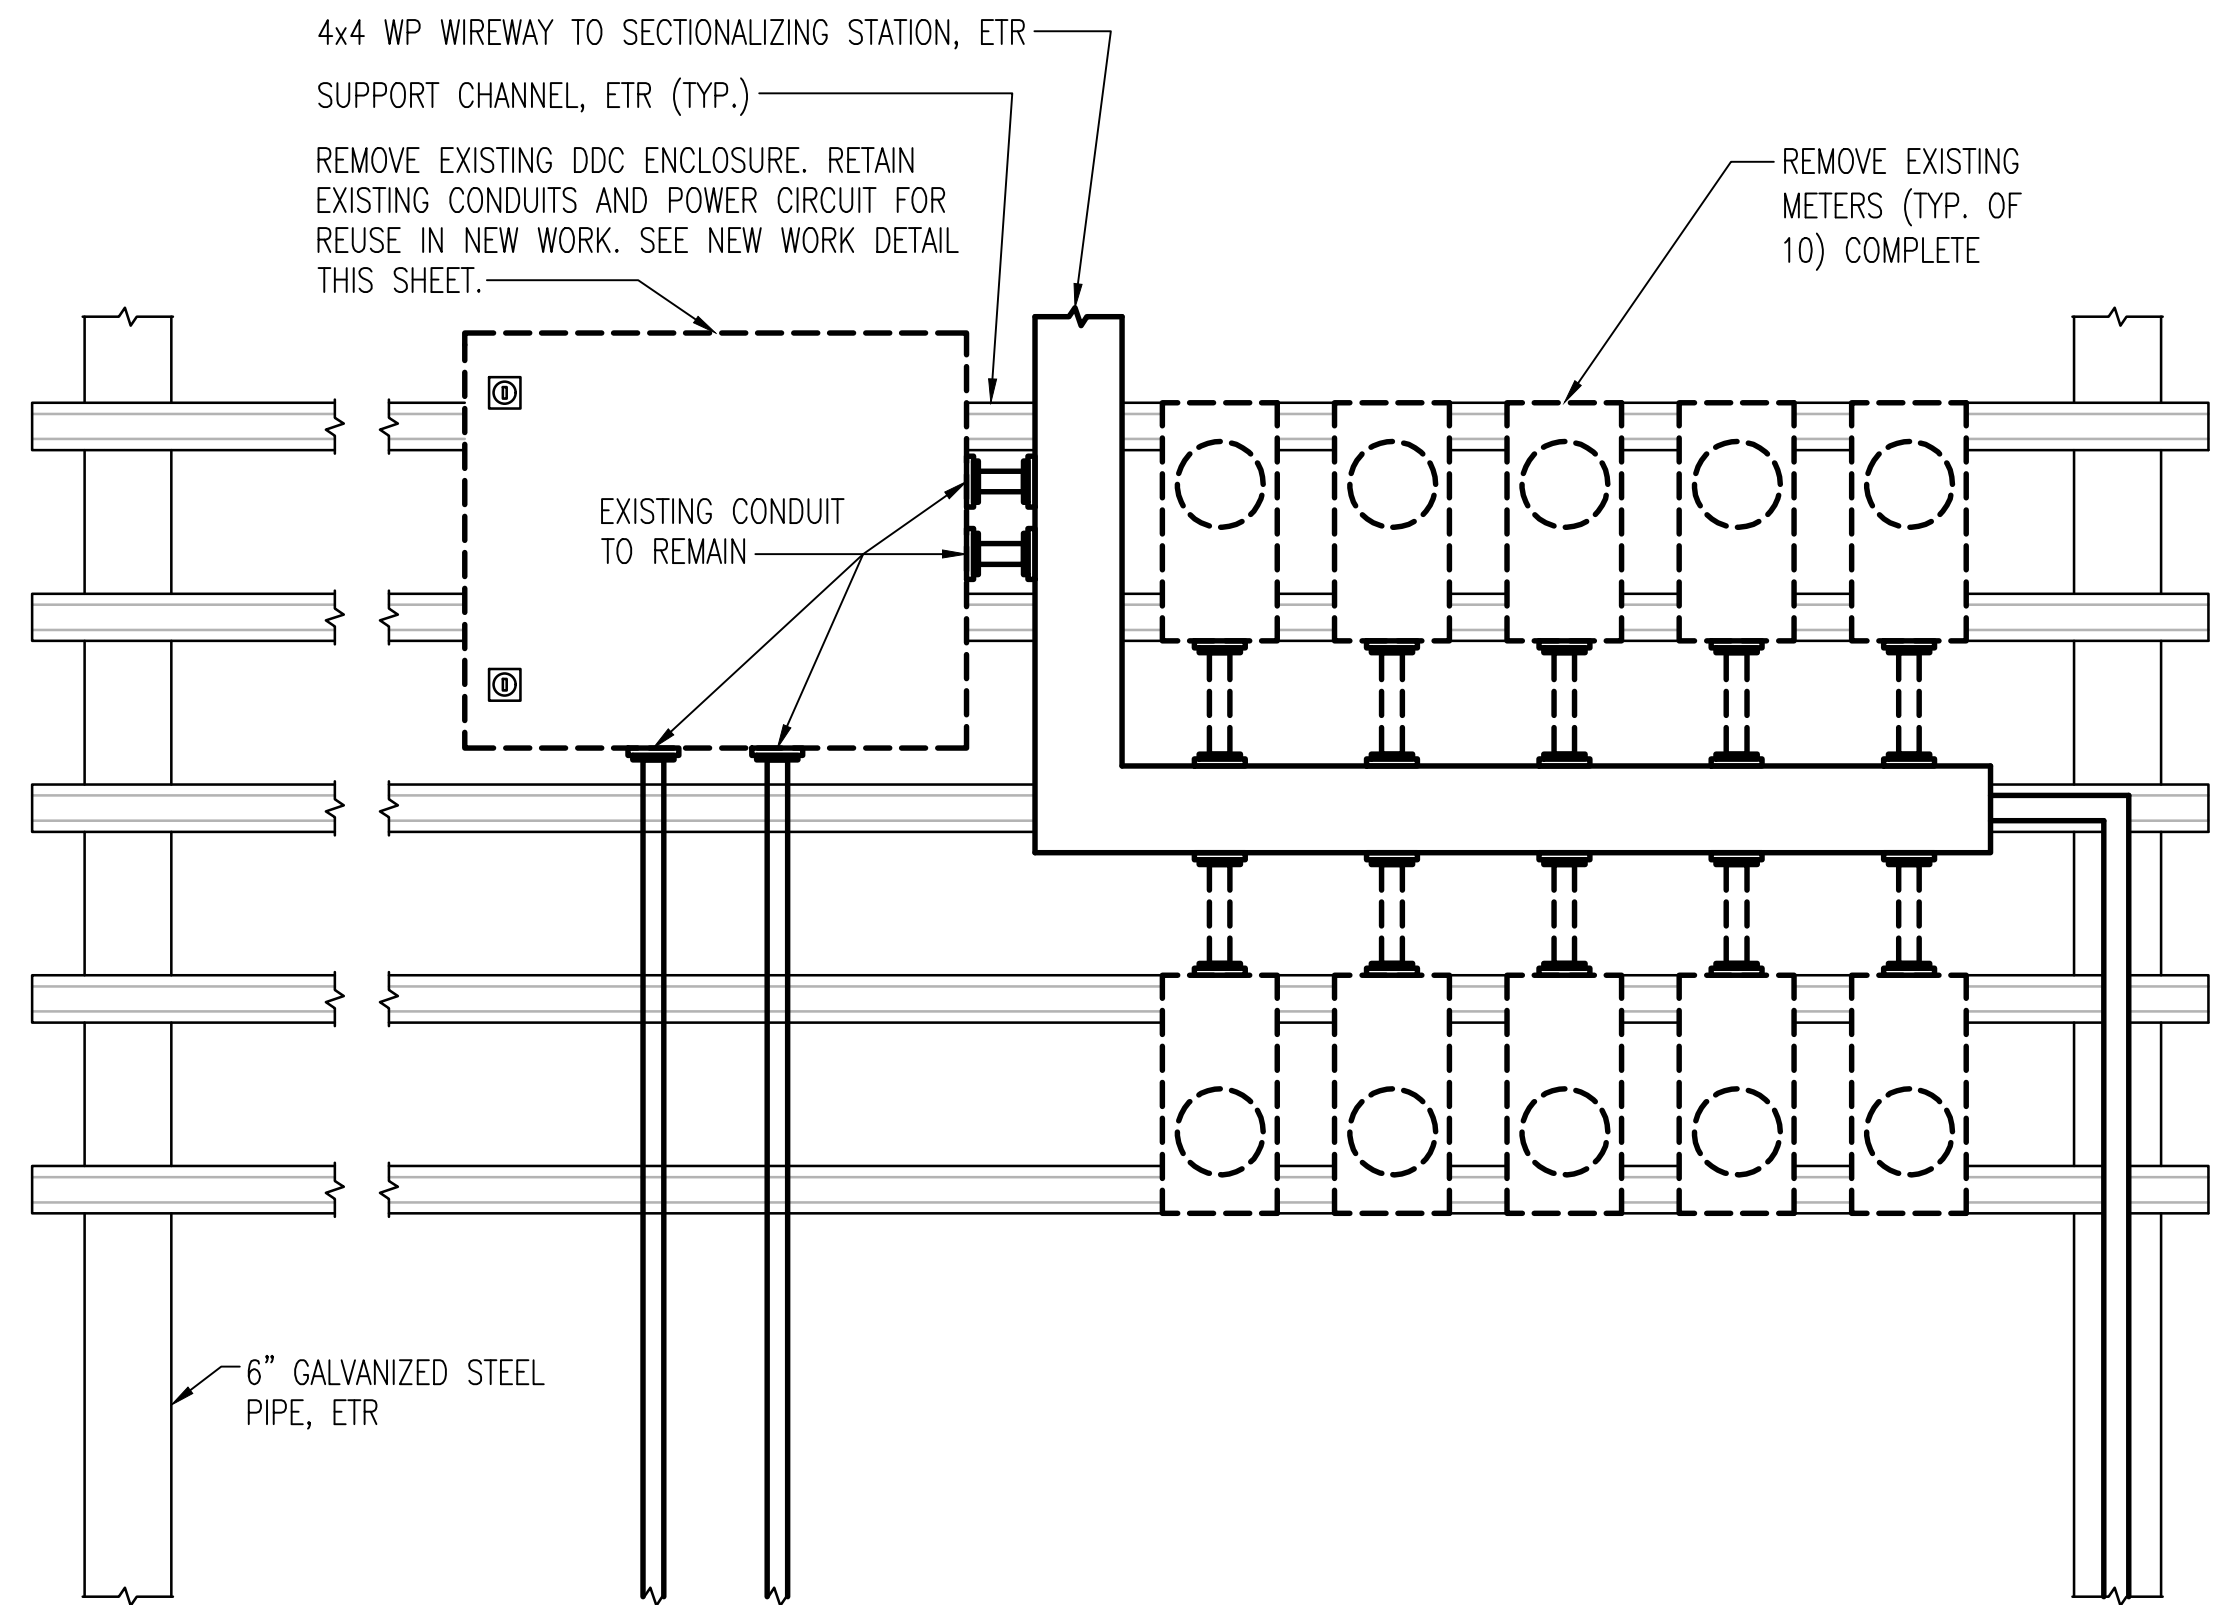 4x4 WP WIREWAY TO SECTIONALIZING STATION, ETR
SUPPORT CHANNEL, ETR (TYP.)
REMOVE EXISTING DDC ENCLOSURE. RETAIN
EXISTING CONDUITS AND POWER CIRCUIT FOR
REUSE IN NEW WORK. SEE NEW WORK DETAIL
THIS SHEET.
REMOVE EXISTING
METERS (TYP. OF
10) COMPLETE
EXISTING CONDUIT
TO REMAIN
6” GALVANIZED STEEL
PIPE, ETR